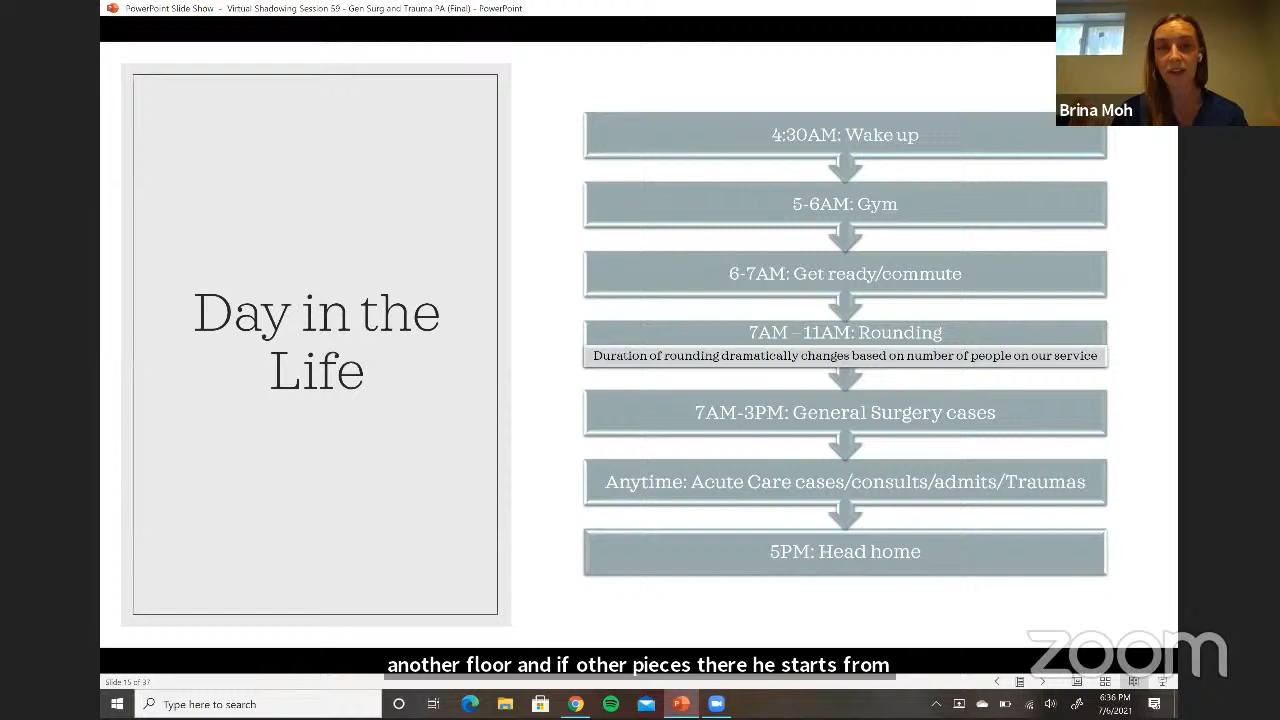 PowerPoint Slide Show - Virtual Shadowing Session 59 - Gen Surg and Trauma PA (Final) - PowerPoint
Brina Moh
Day in the
Life
4:30AM: Wake up
5-6AM: Gym
6-7AM: Get ready/commute
7AM – 11AM: Rounding
Duration of rounding dramatically changes based on number of people on our service
7AM-3PM: General Surgery cases
Anytime: Acute Care cases/consults/admits/Traumas
5PM: Head home
another floor and if other pieces there he starts from
zoom
Slide 15 of 37
Type here to search
6:36 PM
7/6/2021